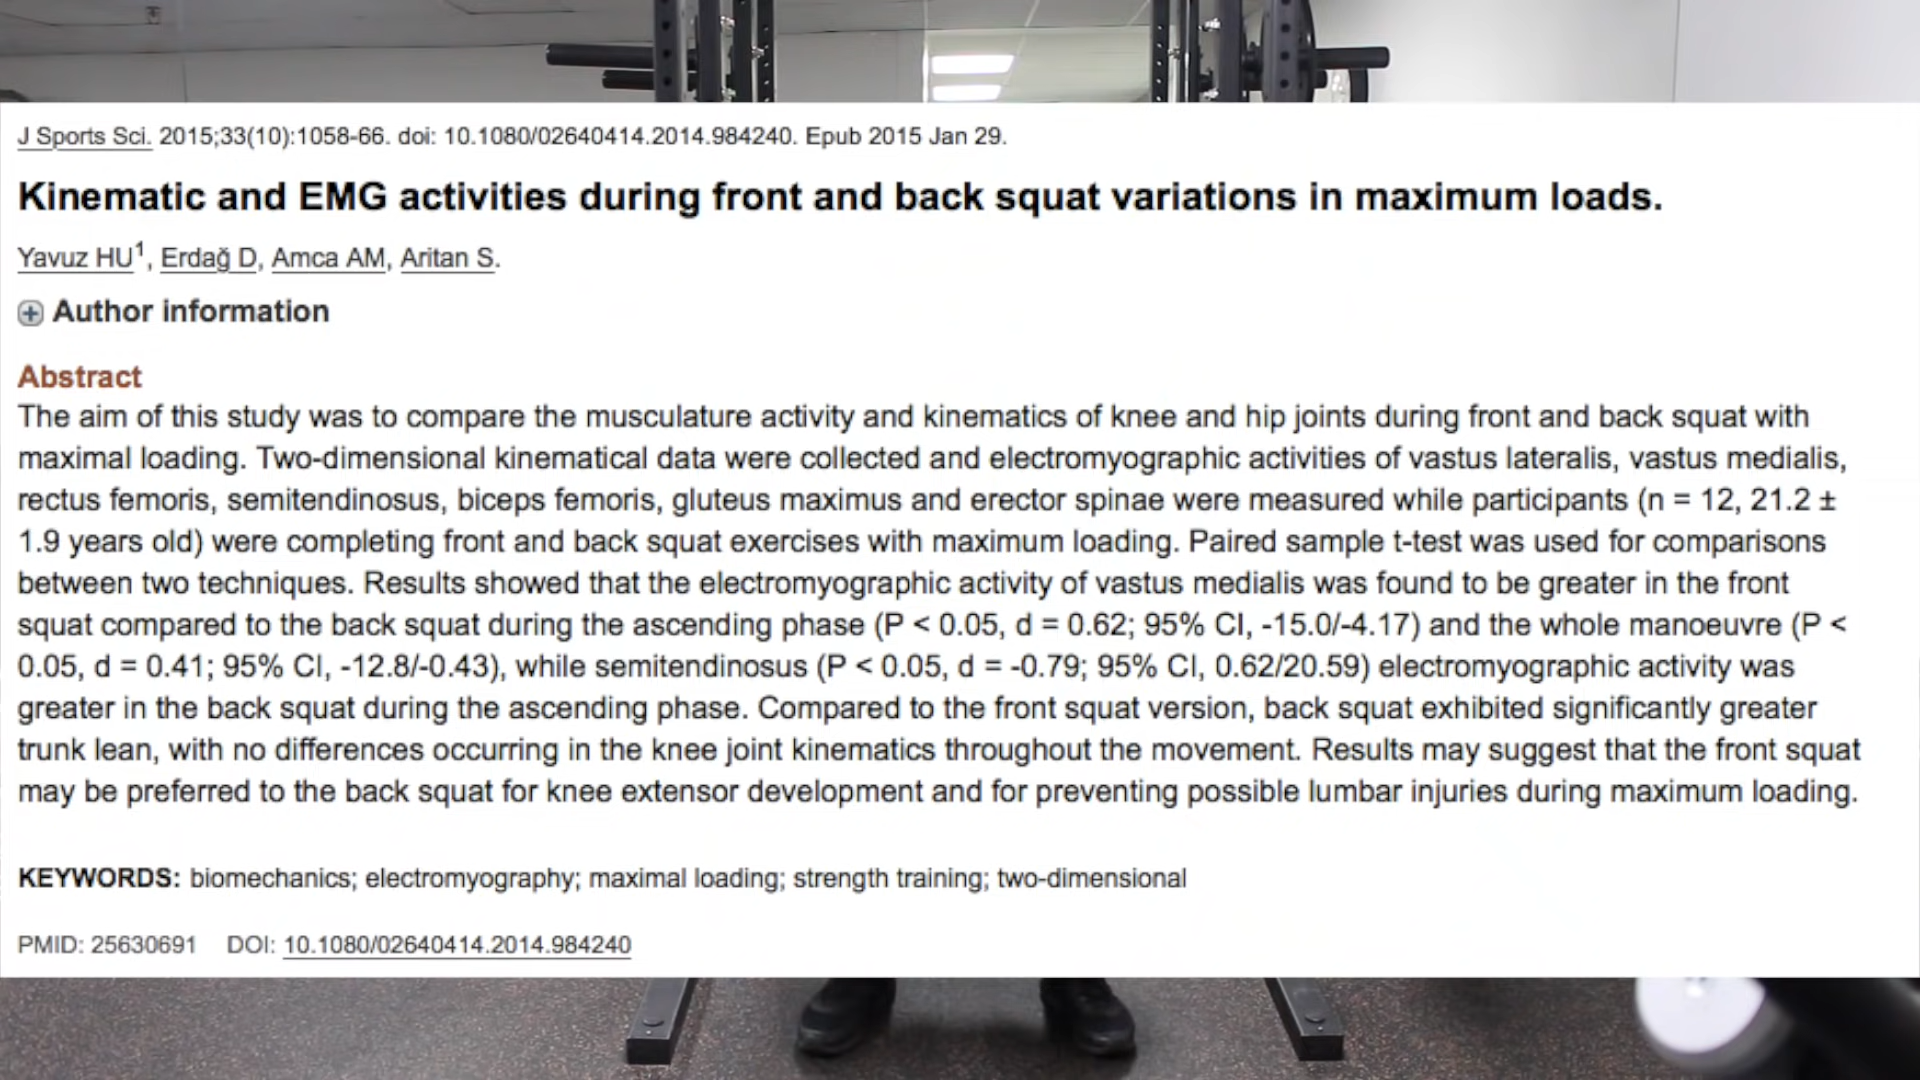 J Sports Sci. 2015;33(10):1058-66. doi: 10.1080/02640414.2014.984240. Epub 2015 Jan 29.
Kinematic and EMG activities during front and back squat variations in maximum loads.
Yavuz HU1, Erdağ D, Amca AM, Aritan S.
Author information
Abstract
The aim of this study was to compare the musculature activity and kinematics of knee and hip joints during front and back squat with
maximal loading. Two-dimensional kinematical data were collected and electromyographic activities of vastus lateralis, vastus medialis,
rectus femoris, semitendinosus, biceps femoris, gluteus maximus and erector spinae were measured while participants (n = 12, 21.2 ±
1.9 years old) were completing front and back squat exercises with maximum loading. Paired sample t-test was used for comparisons
between two techniques. Results showed that the electromyographic activity of vastus medialis was found to be greater in the front
squat compared to the back squat during the ascending phase (P < 0.05, d = 0.62; 95% CI, -15.0/-4.17) and the whole manoeuvre (P <
0.05, d = 0.41; 95% CI, -12.8/-0.43), while semitendinosus (P < 0.05, d = -0.79; 95% CI, 0.62/20.59) electromyographic activity was
greater in the back squat during the ascending phase. Compared to the front squat version, back squat exhibited significantly greater
trunk lean, with no differences occurring in the knee joint kinematics throughout the movement. Results may suggest that the front squat
may be preferred to the back squat for knee extensor development and for preventing possible lumbar injuries during maximum loading.
KEYWORDS: biomechanics; electromyography; maximal loading; strength training; two-dimensional
PMID: 25630691 DOI: 10.1080/02640414.2014.984240